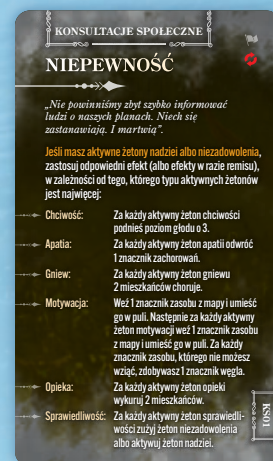 KONSULTACJE SPOŁECZNE
NIEPEWNOŚĆ
„Nie powinniśmy zbyt szybko informować
ludzi o naszych planach. Niech się
zastanawiają. I martwią”.
Jeśli masz aktywne żetony nadziei albo niezadowolenia,
zastosuj odpowiedni efekt (albo efekty w razie remisu),
w zależności od tego, którego typu aktywnych żetonów
jest najwięcej:
Chciwość: Za każdy aktywny żeton chciwości
podnieś poziom głodu o 3.
Apatia: Za każdy aktywny żeton apatii odwróć
1 znacznik zachorowań.
Gniew: Za każdy aktywny żeton gniewu
2 mieszkańców choruje.
Motywacja: Weź 1 znacznik zasobu z mapy i umieść
go w puli. Następnie za każdy aktywny
żeton motywacji weź 1 znacznik zasobu
z mapy i umieść go w puli. Za każdy
znacznik zasobu, którego nie możesz
wziąć, zdobywasz 1 znacznik węgla.
Opieka: Za każdy aktywny żeton opieki
wykuruj 2 mieszkańców.
Sprawiedliwość: Za każdy aktywny żeton sprawiedli-
wości zużyj żeton niezadowolenia
albo aktywuj żeton nadziei.
KS01